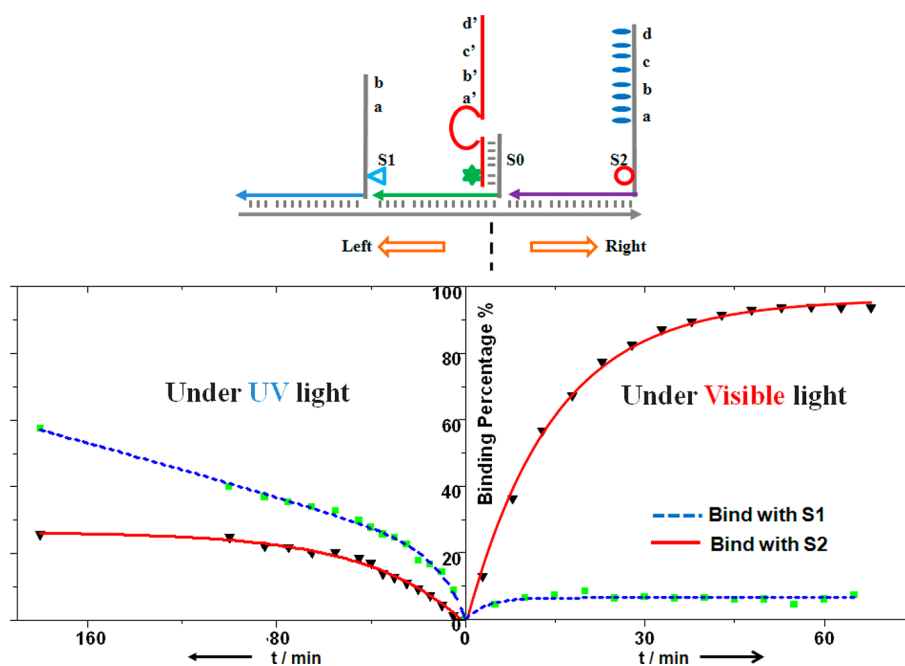 d’
c’
b’
a’
b
a
d
c
b
a
S1
S0
S2
Left
Right
100
80
60
40
20
0
Binding Percentage %
Under UV light
Under Visible light
Bind with S1
Bind with S2
160
80
0
30
60
t / min
t / min